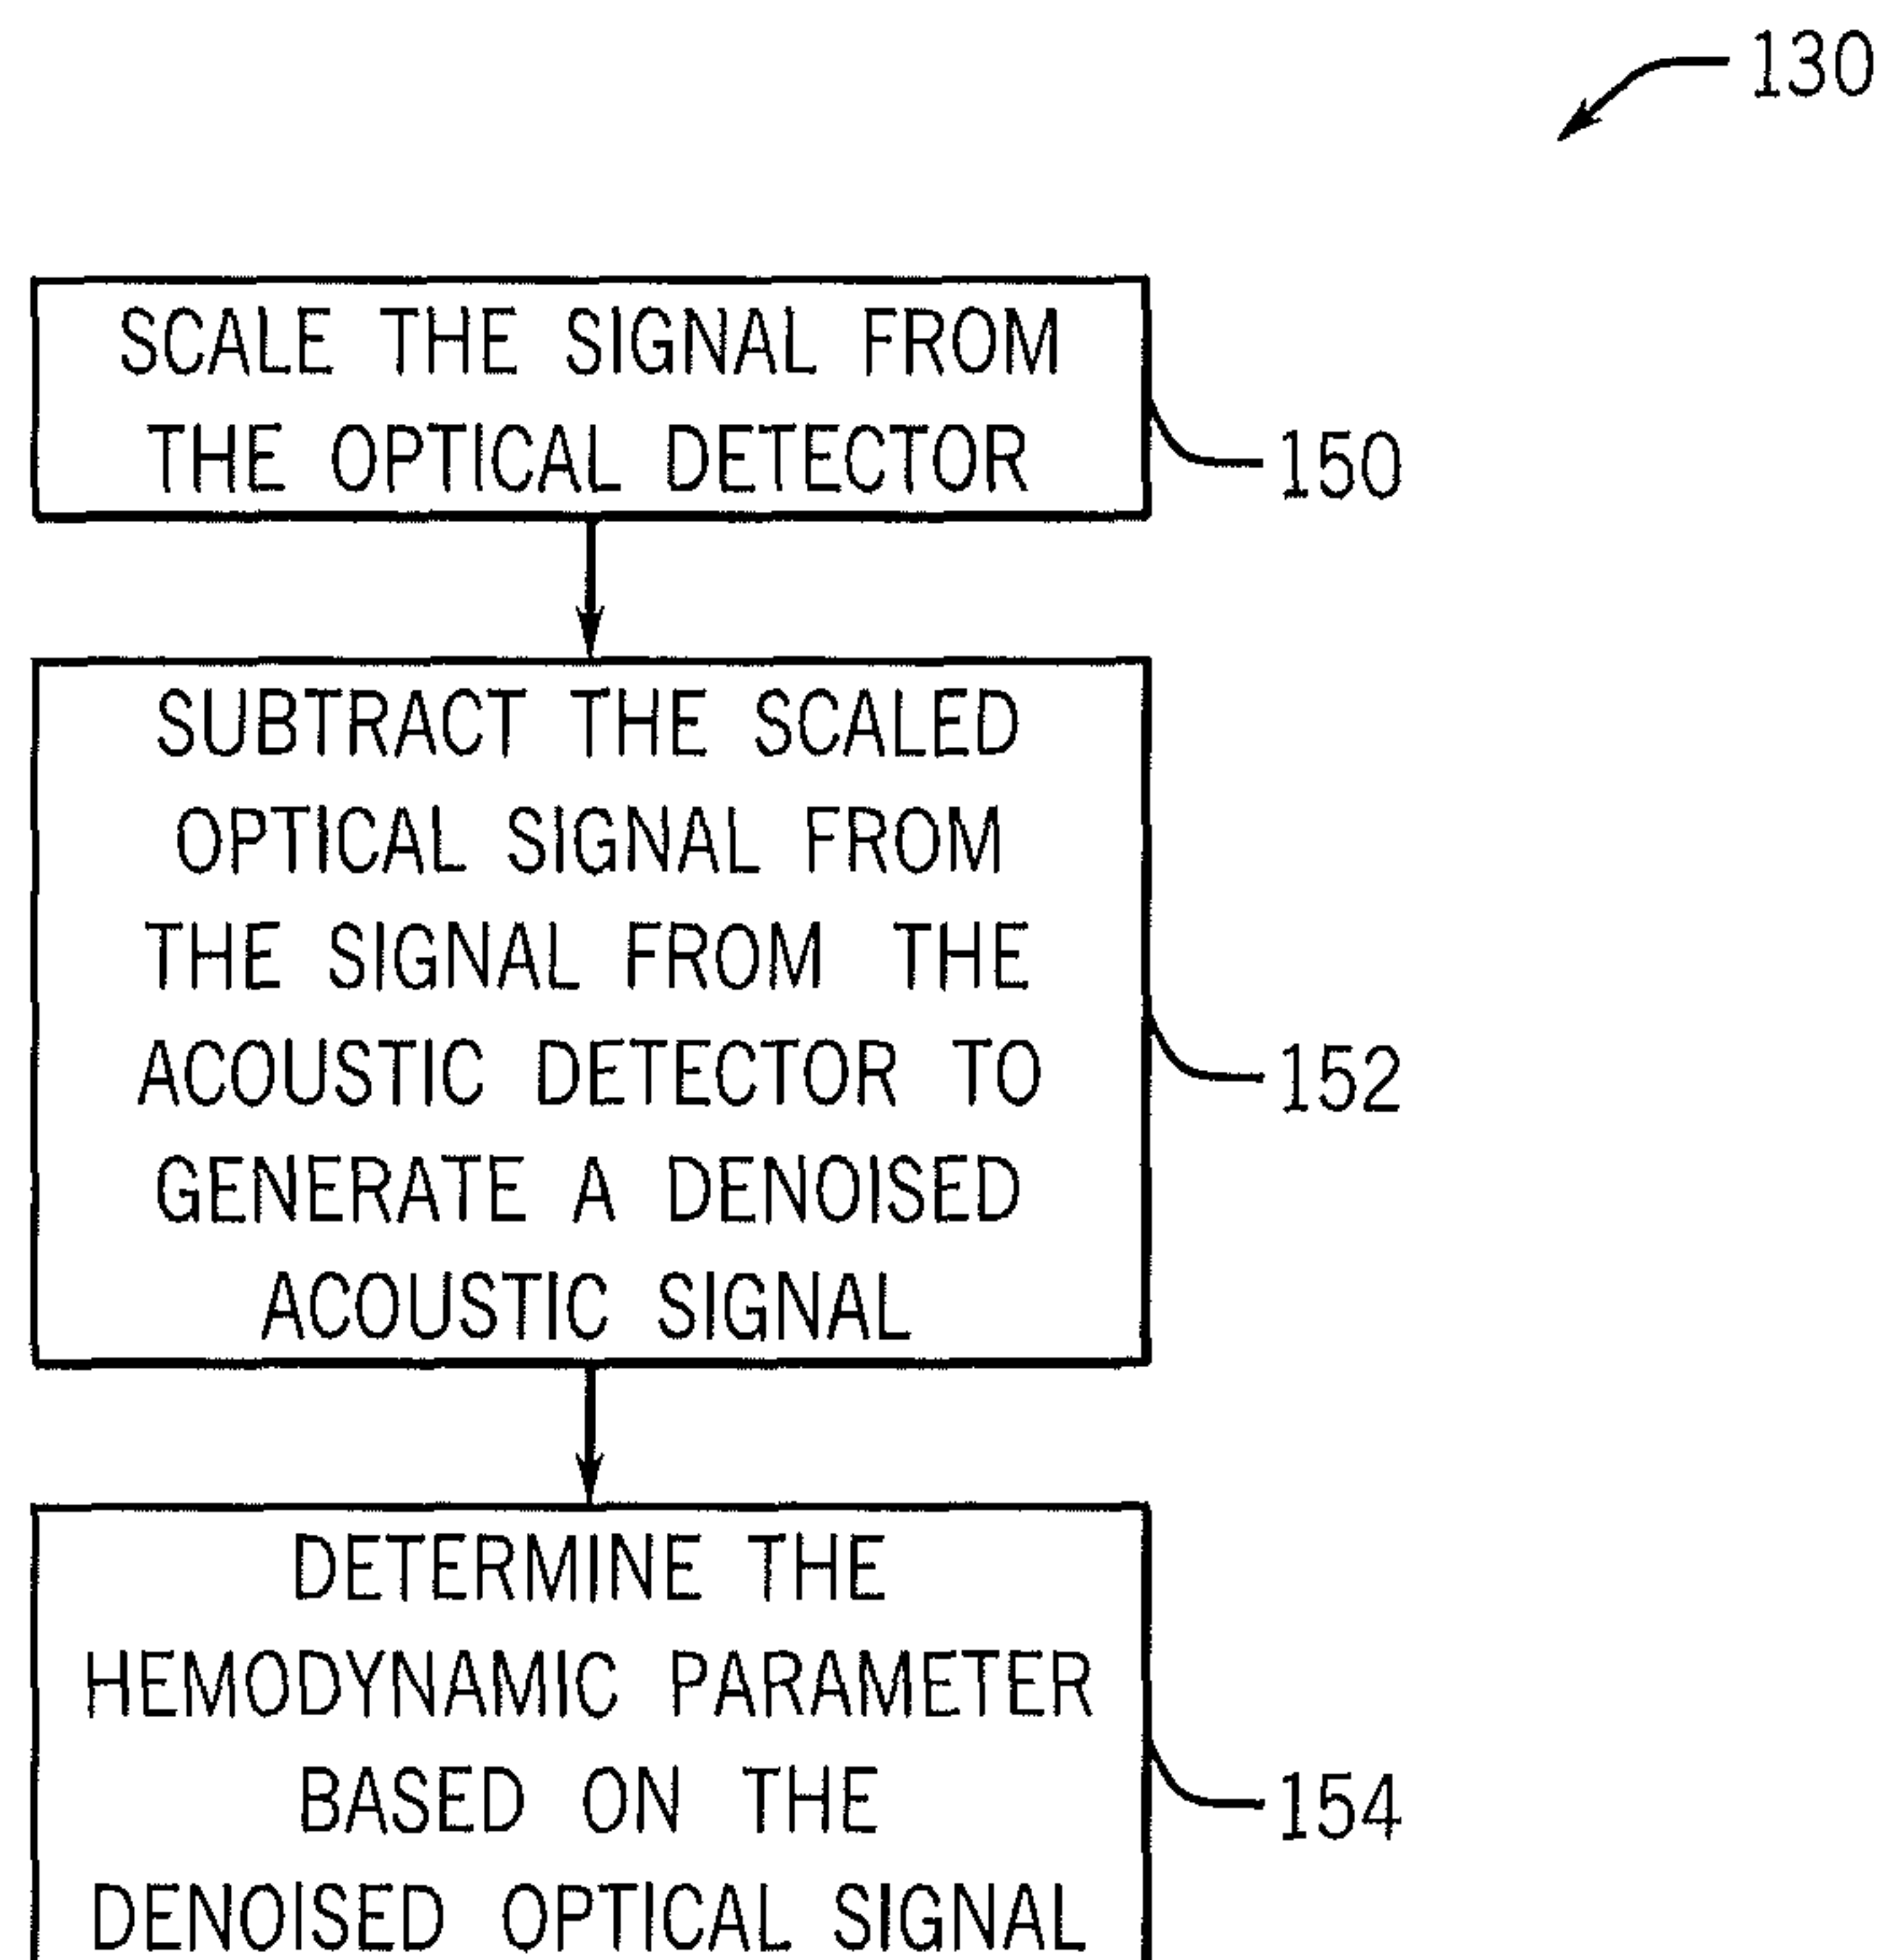 130
SCALE THE SIGNAL FROM
THE OPTICAL DETECTOR
150
SUBTRACT THE SCALED
OPTICAL SIGNAL FROM
THE SIGNAL FROM THE
ACOUSTIC DETECTOR TO
GENERATE A DENOISED
ACOUSTIC SIGNAL
152
DETERMINE THE
HEMODYNAMIC PARAMETER
BASED ON THE
DENOISED OPTICAL SIGNAL
154